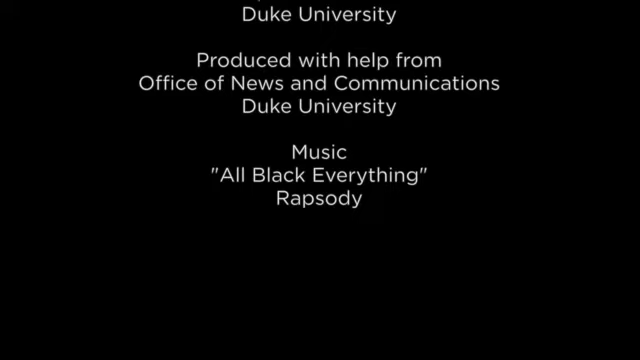 Duke University
Produced with help from
Office of News and Communications
Duke University
Music
"All Black Everything"
Rapsody